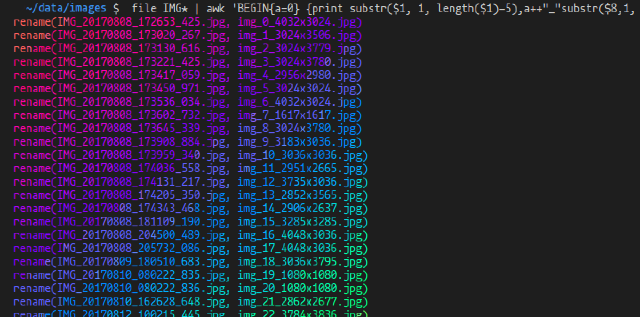 ~/data/images $  file IMG* | awk 'BEGIN{a=0} {print substr($1, 1, length($1)-5),a++"_"substr($8,1,
rename(IMG_20170808_172653_425.jpg, img_0_4032x3024.jpg)
rename(IMG_20170808_173020_267.jpg, img_1_3024x3506.jpg)
rename(IMG_20170808_173130_616.jpg, img_2_3024x3779.jpg)
rename(IMG_20170808_173221_425.jpg, img_3_3024x3780.jpg)
rename(IMG_20170808_173417_059.jpg, img_4_2956x2980.jpg)
rename(IMG_20170808_173450_971.jpg, img_5_3024x3024.jpg)
rename(IMG_20170808_173536_034.jpg, img_6_4032x3024.jpg)
rename(IMG_20170808_173602_732.jpg, img_7_1617x1617.jpg)
rename(IMG_20170808_173645_339.jpg, img_8_3024x3780.jpg)
rename(IMG_20170808_173908_884.jpg, img_9_3183x3036.jpg)
rename(IMG_20170808_173959_340.jpg, img_10_3036x3036.jpg)
rename(IMG_20170808_174036_558.jpg, img_11_2951x2665.jpg)
rename(IMG_20170808_174131_217.jpg, img_12_3735x3036.jpg)
rename(IMG_20170808_174205_350.jpg, img_13_2852x3565.jpg)
rename(IMG_20170808_174343_468.jpg, img_14_2906x2637.jpg)
rename(IMG_20170808_181109_190.jpg, img_15_3285x3285.jpg)
rename(IMG_20170808_204500_489.jpg, img_16_4048x3036.jpg)
rename(IMG_20170808_205732_086.jpg, img_17_4048x3036.jpg)
rename(IMG_20170809_180510_683.jpg, img_18_3036x3795.jpg)
rename(IMG_20170810_080222_835.jpg, img_19_1080x1080.jpg)
rename(IMG_20170810_080222_836.jpg, img_20_1080x1080.jpg)
rename(IMG_20170810_162628_648.jpg, img_21_2862x2677.jpg)
rename(IMG_20170812_100215_445.jpg, img_22_3784x3836.jpg)